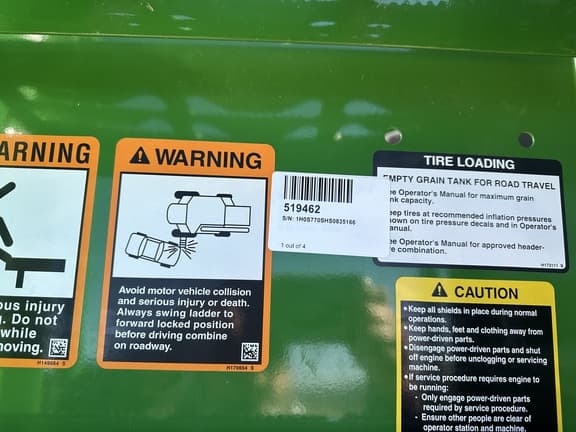 ARNING
ous injury
. Do not
while
moving.
H148684 S
WARNING
Avoid motor vehicle collision
and serious injury or death.
Always swing ladder to
forward locked position
before driving combine
on roadway.
H170654 S
519462
S/N: 1H0S770SHS0835166
1 out of 4
TIRE LOADING
EMPTY GRAIN TANK FOR ROAD TRAVEL
ee Operator's Manual for maximum grain
nk capacity.
eep tires at recommended inflation pressures
own on tire pressure decals and in Operator's
anual.
ee Operator's Manual for approved header-
e combination.
CAUTION
•Keep all shields in place during normal
operations.
•Keep hands, feet and clothing away from
power-driven parts.
•Disengage power-driven parts and shut
off engine before unclogging or servicing
machine.
•If service procedure requires engine to
be running:
- Only engage power-driven parts
required by service procedure.
- Ensure other people are clear of
operator station and machine.